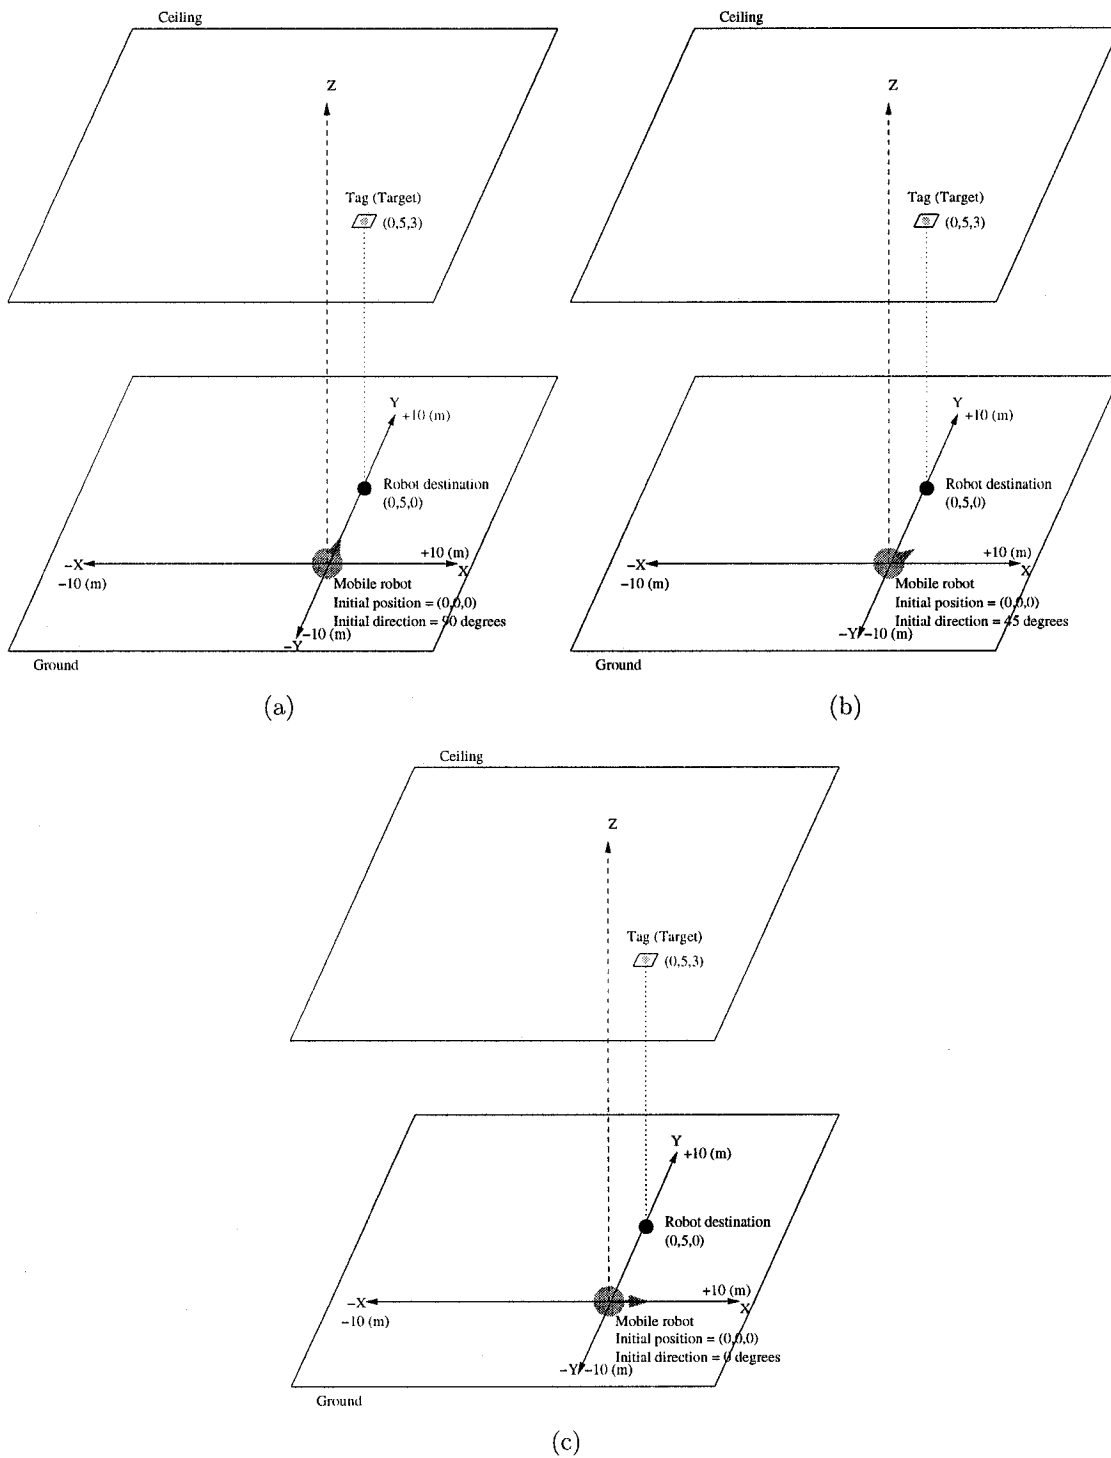 Ceiling
Z
Tag (Target)
(0,5,3)
Y
+10 (m)
Robot destination
(0,5,0)
+10 (m)
−X
X
−10 (m)
Mobile robot
Initial position = (0,0,0)
Initial direction = 90 degrees
−10 (m)
−Y
Ground
(a)
Ceiling
Z
Tag (Target)
(0,5,3)
Y
+10 (m)
Robot destination
(0,5,0)
+10 (m)
−X
X
−10 (m)
Mobile robot
Initial position = (0,0,0)
Initial direction = 45 degrees
−Y −10 (m)
Ground
(b)
Ceiling
Z
Tag (Target)
(0,5,3)
Y
+10 (m)
Robot destination
(0,5,0)
+10 (m)
−X
X
−10 (m)
Mobile robot
Initial position = (0,0,0)
Initial direction = 0 degrees
−Y −10 (m)
Ground
(c)